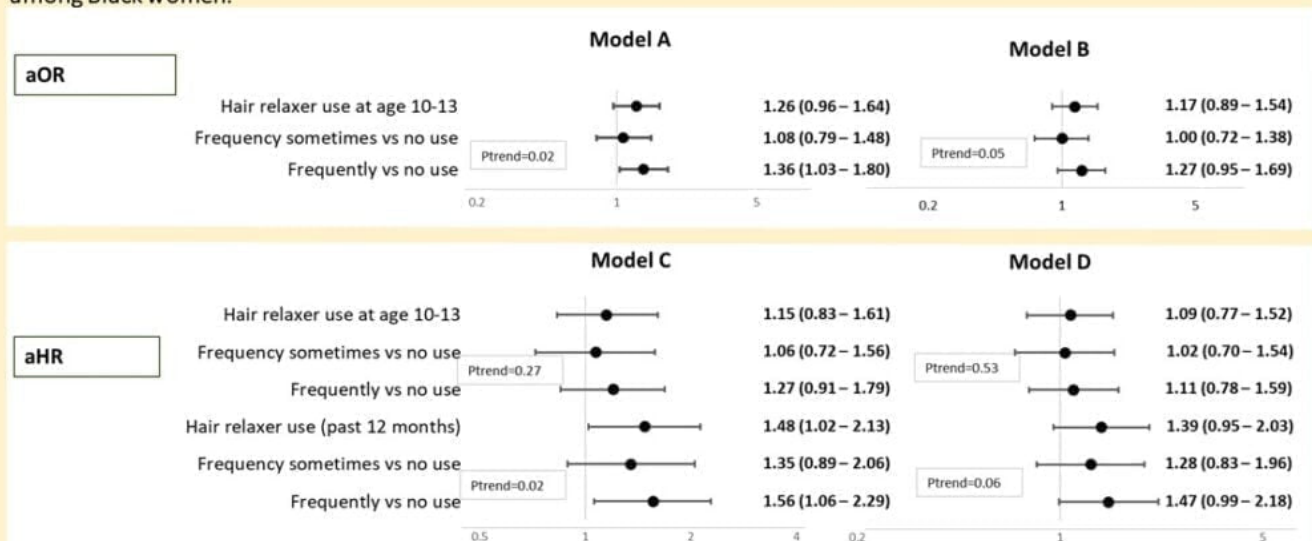 among Black women.
Model A
Model B
aOR
Hair relaxer use at age 10-13
1.26 (0.96 – 1.64)
1.17 (0.89 – 1.54)
Frequency sometimes vs no use
1.08 (0.79 – 1.48)
1.00 (0.72 – 1.38)
Ptrend=0.02
Ptrend=0.05
Frequently vs no use
1.36 (1.03 – 1.80)
1.27 (0.95 – 1.69)
0.2 1 5
0.2 1 5
Model C
Model D
aHR
Hair relaxer use at age 10-13
1.15 (0.83 – 1.61)
1.09 (0.77 – 1.52)
Frequency sometimes vs no use
1.06 (0.72 – 1.56)
1.02 (0.70 – 1.54)
Ptrend=0.27
Ptrend=0.53
Frequently vs no use
1.27 (0.91 – 1.79)
1.11 (0.78 – 1.59)
Hair relaxer use (past 12 months)
1.48 (1.02 – 2.13)
1.39 (0.95 – 2.03)
Frequency sometimes vs no use
1.35 (0.89 – 2.06)
1.28 (0.83 – 1.96)
Ptrend=0.02
Ptrend=0.06
Frequently vs no use
1.56 (1.06 – 2.29)
1.47 (0.99 – 2.18)
0.5 1 2 4
0.2 1 5